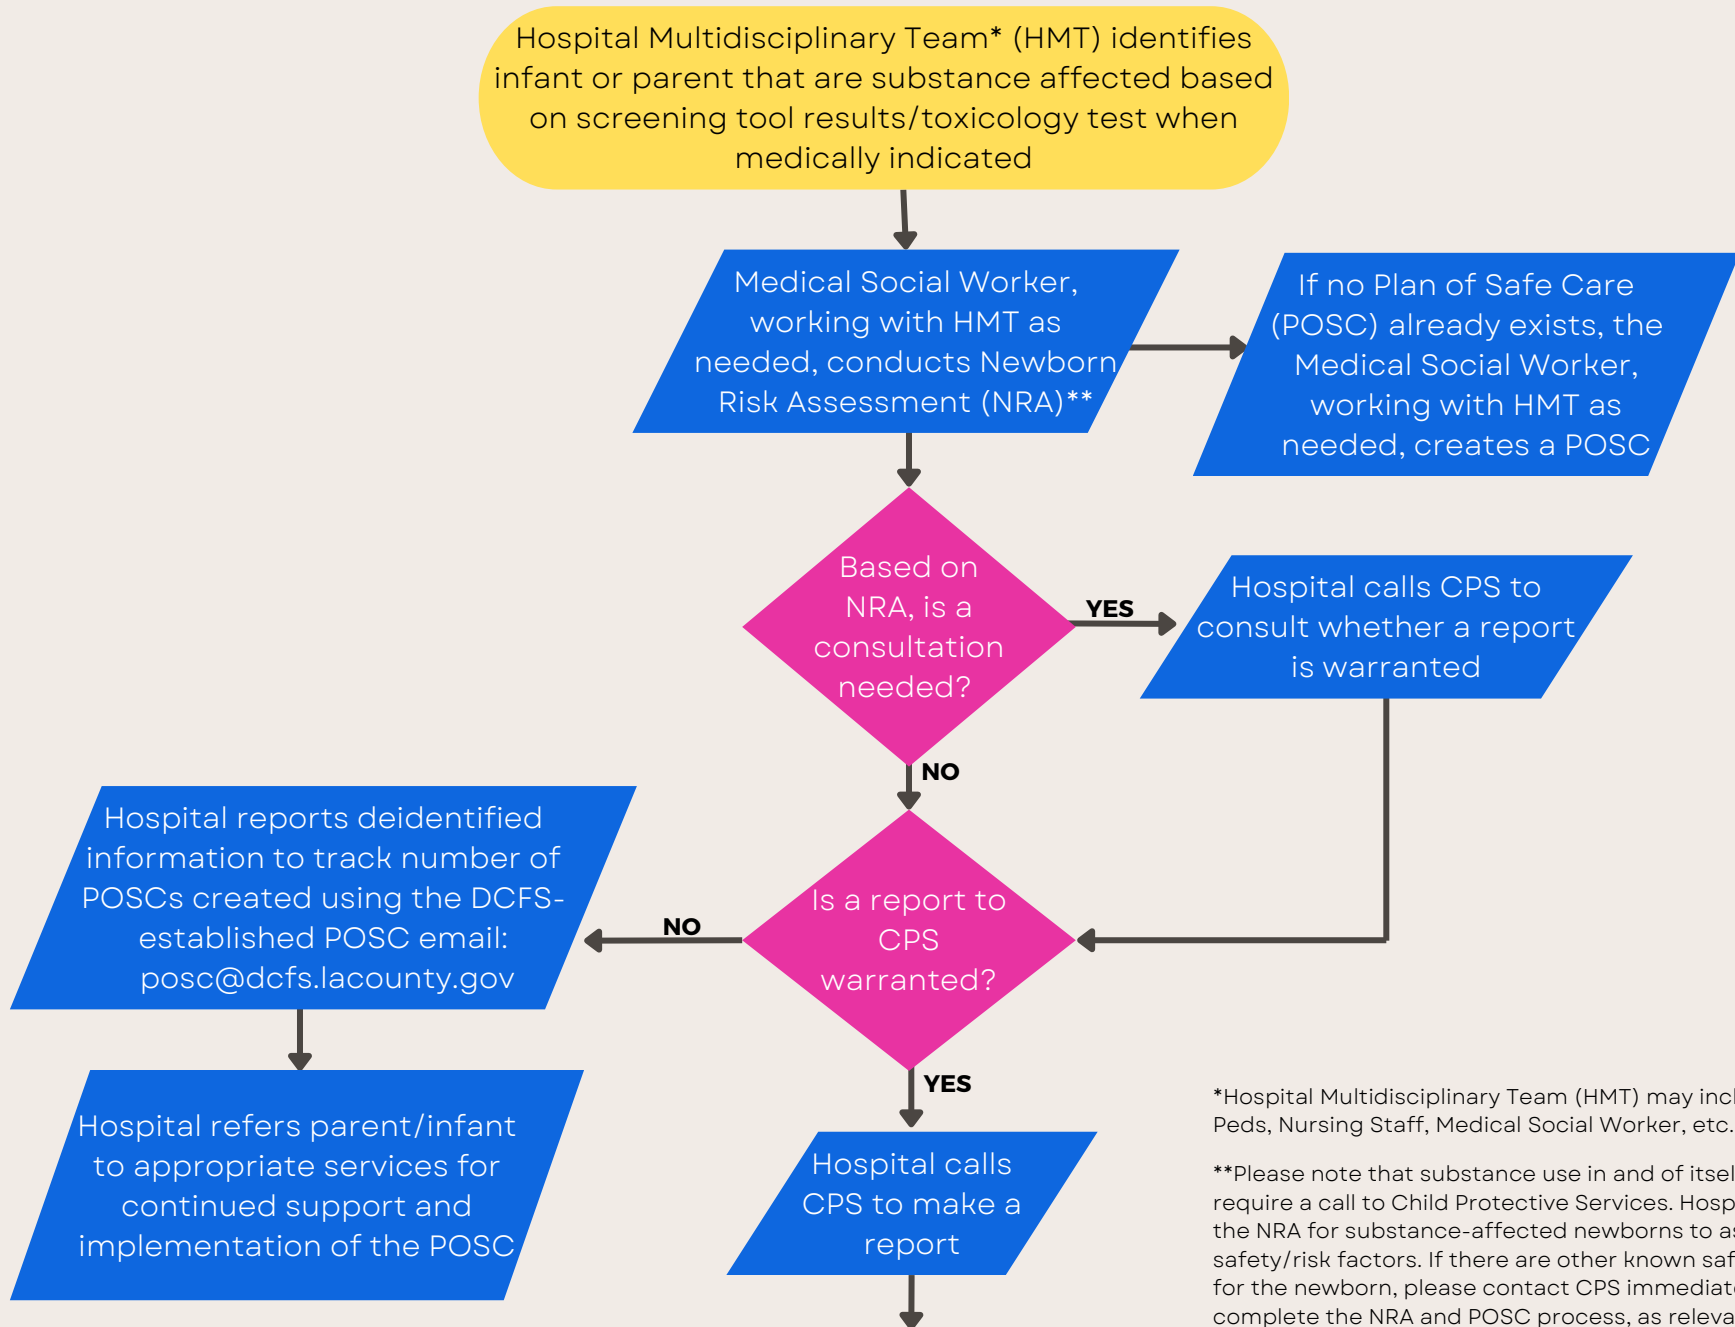 Hospital Multidisciplinary Team* (HMT) identifies
infant or parent that are substance affected based
on screening tool results/toxicology test when
medically indicated
Medical Social Worker,
working with HMT as
needed, conducts Newborn
Risk Assessment (NRA)**
If no Plan of Safe Care
(POSC) already exists, the
Medical Social Worker,
working with HMT as
needed, creates a POSC
Based on
NRA, is a
consultation
needed?
YES
Hospital calls CPS to
consult whether a report
is warranted
NO
Hospital reports deidentified
information to track number of
POSCs created using the DCFS-
established POSC email:
posc@dcfs.lacounty.gov
NO
Is a report to
CPS
warranted?
YES
Hospital refers parent/infant
to appropriate services for
continued support and
implementation of the POSC
Hospital calls
CPS to make a
report
*Hospital Multidisciplinary Team (HMT) may
Peds, Nursing Staff, Medical Social Worker, etc.
**Please note that substance use in and of
require a call to Child Protective Services.
the NRA for substance-affected newborns to
safety/risk factors. If there are other known
for the newborn, please contact CPS
complete the NRA and POSC process, as